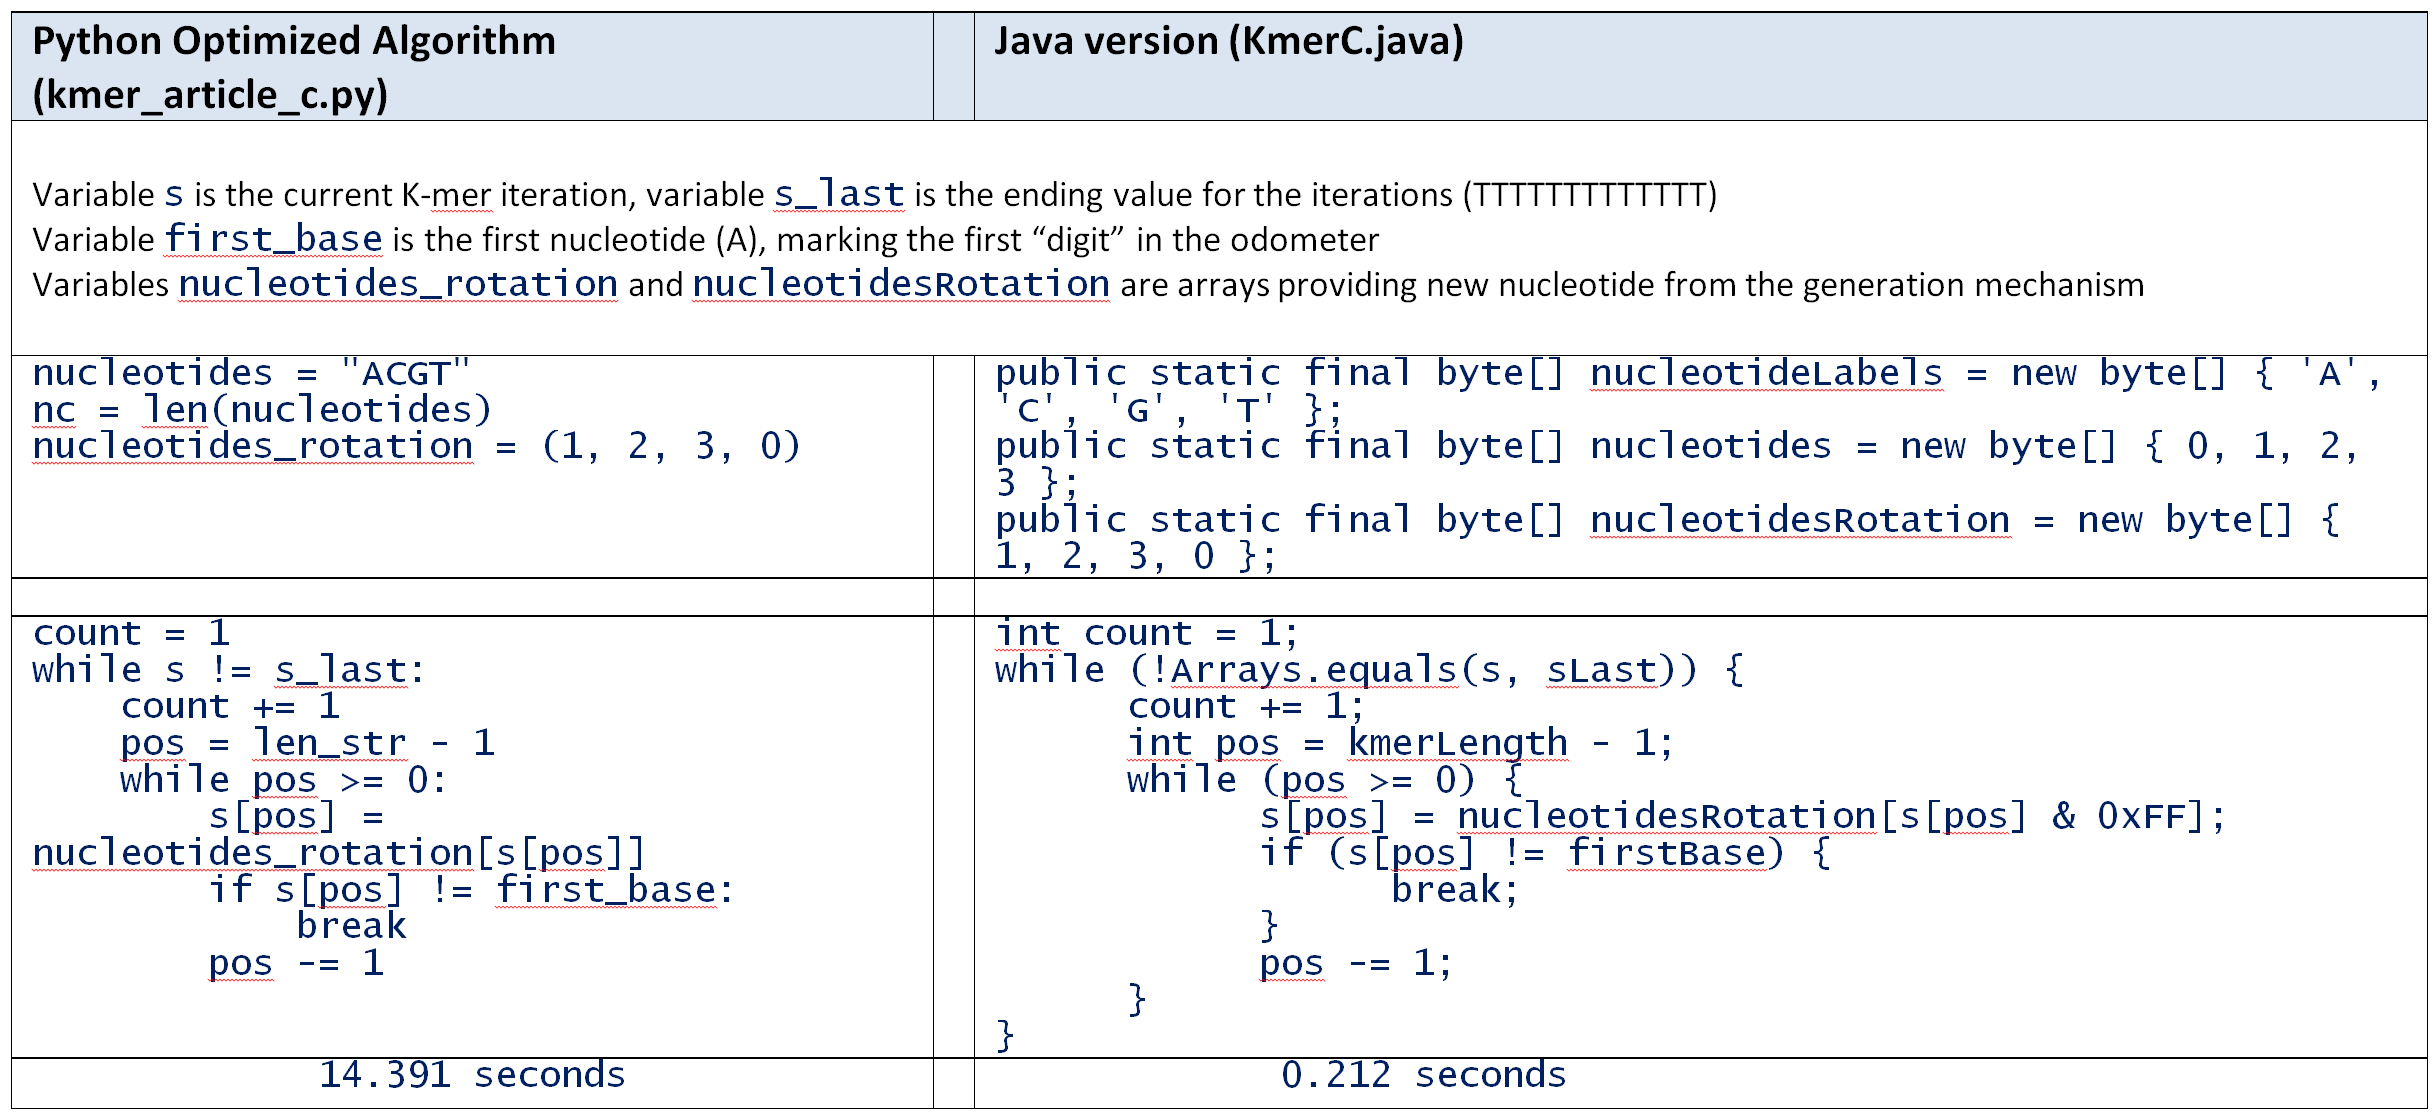 Python Optimized Algorithm
(kmer_article_c.py)
Java version (KmerC.java)
Variable s is the current K-mer iteration, variable s_last is the ending value for the iterations (TTTTTTTTTTTTT)
Variable first_base is the first nucleotide (A), marking the first “digit” in the odometer
Variables nucleotides_rotation and nucleotidesRotation are arrays providing new nucleotide from the generation mechanism
nucleotides = "ACGT"
nc = len(nucleotides)
nucleotides_rotation = (1, 2, 3, 0)
public static final byte[] nucleotideLabels = new byte[] { 'A',
'C', 'G', 'T' };
public static final byte[] nucleotides = new byte[] { 0, 1, 2,
3 };
public static final byte[] nucleotidesRotation = new byte[] {
1, 2, 3, 0 };
count = 1
while s != s_last:
    count += 1
    pos = len_str - 1
    while pos >= 0:
        s[pos] =
nucleotides_rotation[s[pos]]
        if s[pos] != first_base:
            break
        pos -= 1
int count = 1;
while (!Arrays.equals(s, sLast)) {
      count += 1;
      int pos = kmerLength - 1;
      while (pos >= 0) {
            s[pos] = nucleotidesRotation[s[pos] & 0xFF];
            if (s[pos] != firstBase) {
                  break;
            }
            pos -= 1;
      }
}
14.391 seconds
0.212 seconds